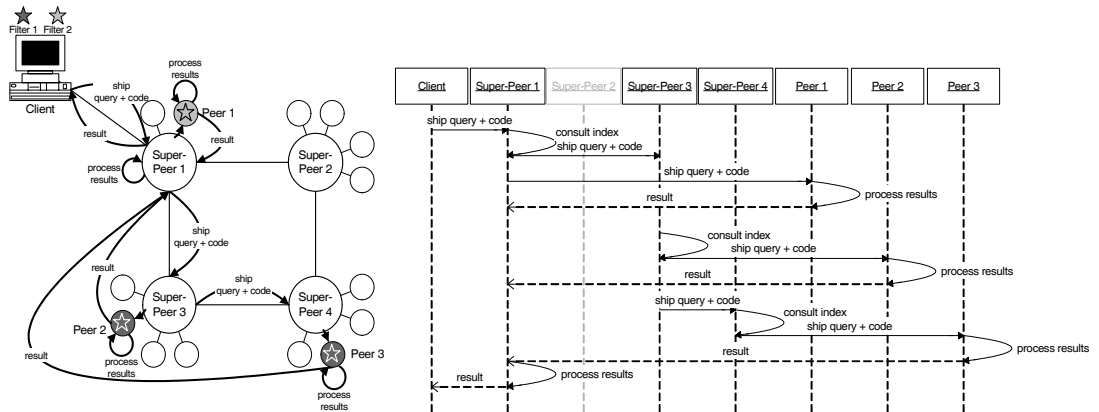 Filter 1 Filter 2
Client
ship
query + code
result
process
results
Peer 1
result
process
results
Super-
Peer 1
Super-
Peer 2
ship
query + code
result
Super-
Peer 3
ship
query + code
Super-
Peer 4
Peer 2
process
results
Peer 3
result
process
results
Client Super-Peer 1 Super-Peer 2 Super-Peer 3 Super-Peer 4 Peer 1 Peer 2 Peer 3
ship query + code
consult index
ship query + code
ship query + code
process results
result
consult index
ship query + code
process results
result
ship query + code
consult index
ship query + code
process results
result
process results
result